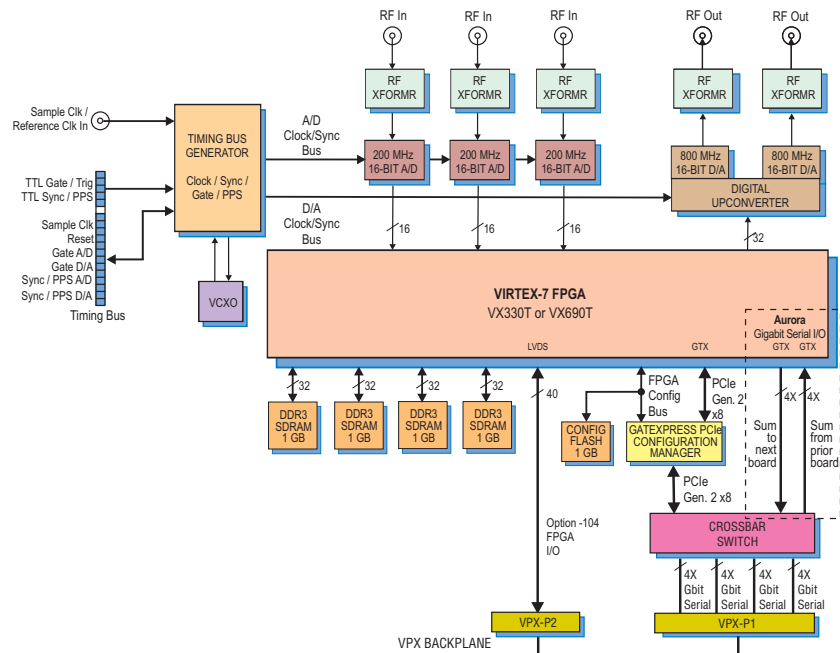 RF In
RF In
RF In
RF Out
RF Out
RF
XFORMR
RF
XFORMR
RF
XFORMR
RF
XFORMR
RF
XFORMR
Sample Clk /
Reference Clk In
TIMING BUS
GENERATOR
Clock / Sync /
Gate / PPS
A/D
Clock/Sync
Bus
200 MHz
16-BIT A/D
200 MHz
16-BIT A/D
200 MHz
16-BIT A/D
800 MHz
16-BIT D/A
800 MHz
16-BIT D/A
DIGITAL
UPCONVERTER
TTL Gate / Trig
TTL Sync / PPS
Sample Clk
Reset
Gate A/D
Gate D/A
Sync / PPS A/D
Sync / PPS D/A
Timing Bus
D/A
Clock/Sync
Bus
16
16
16
32
VCXO
VIRTEX-7 FPGA
VX330T or VX690T
LVDS
GTX
Aurora
Gigabit Serial I/O
GTX
GTX
32
32
32
32
40
FPGA
Config
Bus
PCIe
Gen. 2
x8
4X
4X
DDR3
SDRAM
1 GB
DDR3
SDRAM
1 GB
DDR3
SDRAM
1 GB
DDR3
SDRAM
1 GB
CONFIG
FLASH
1 GB
GATEXPRESS PCIe
CONFIGURATION
MANAGER
Sum
to
next
board
Sum
from
prior
board
PCIe
Gen. 2 x8
Option -104
FPGA
I/O
CROSSBAR
SWITCH
4X
Gbit
Serial
4X
Gbit
Serial
4X
Gbit
Serial
4X
Gbit
Serial
VPX-P2
VPX-P1
VPX BACKPLANE